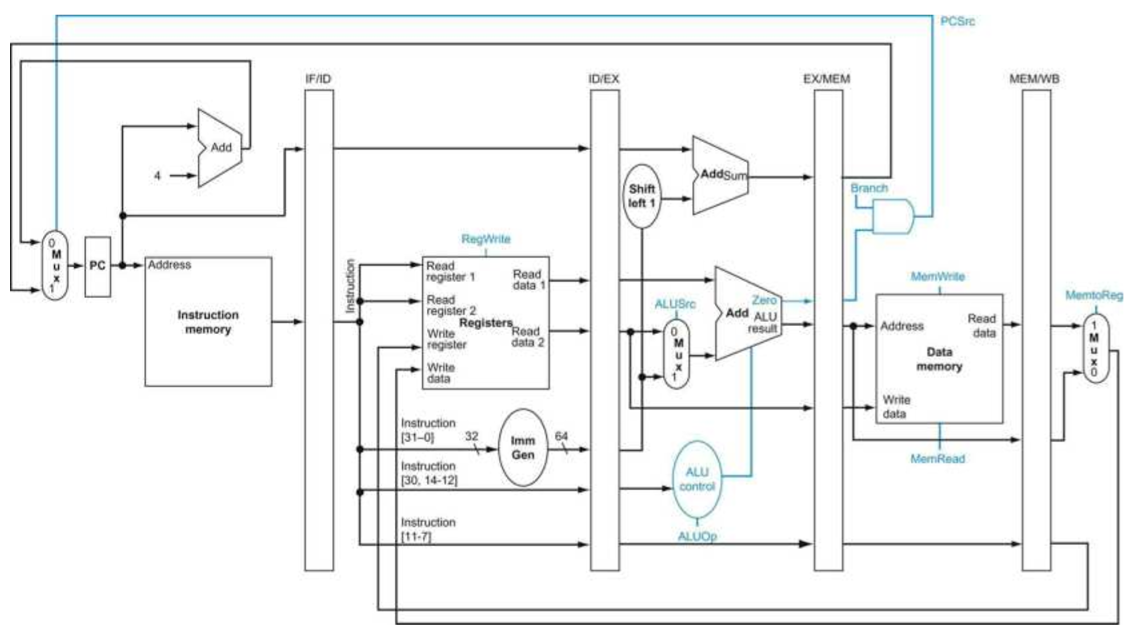 PCSrc
IF/ID
ID/EX
EX/MEM
MEM/WB
Add
4
Shift
left 1
AddSum
Branch
0
Mux
1
PC
Address
Instruction
memory
Instruction
RegWrite
Read
register 1
Read
register 2
Write
register
Write
data
Registers
Read
data 1
Read
data 2
ALUSrc
0
Mux
1
Zero
Add
ALU
result
MemWrite
Address
Read
data
Data
memory
Write
data
MemRead
MemtoReg
1
Mux
0
Instruction
[31–0]
32
Imm
Gen
64
Instruction
[30, 14-12]
ALU
control
ALUOp
Instruction
[11-7]